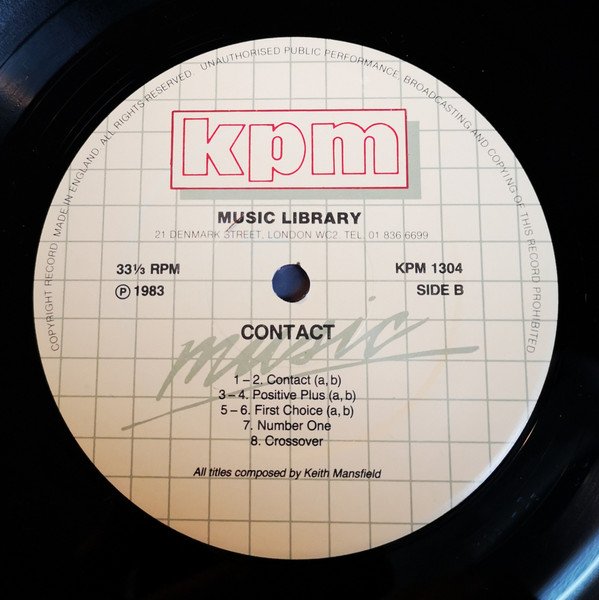 COPYRIGHT RECORD. MADE IN ENGLAND. ALL RIGHTS RESERVED. UNAUTHORISED PUBLIC PERFORMANCE, BROADCASTING AND COPYING OF THIS RECORD PROHIBITED
kpm
MUSIC LIBRARY
21 DENMARK STREET, LONDON WC2. TEL. 01 836 6699
33⅓ RPM
KPM 1304
Ⓟ 1983
SIDE B
CONTACT
music
1 – 2. Contact (a, b)
3 – 4. Positive Plus (a, b)
5 – 6. First Choice (a, b)
7. Number One
8. Crossover
All titles composed by Keith Mansfield